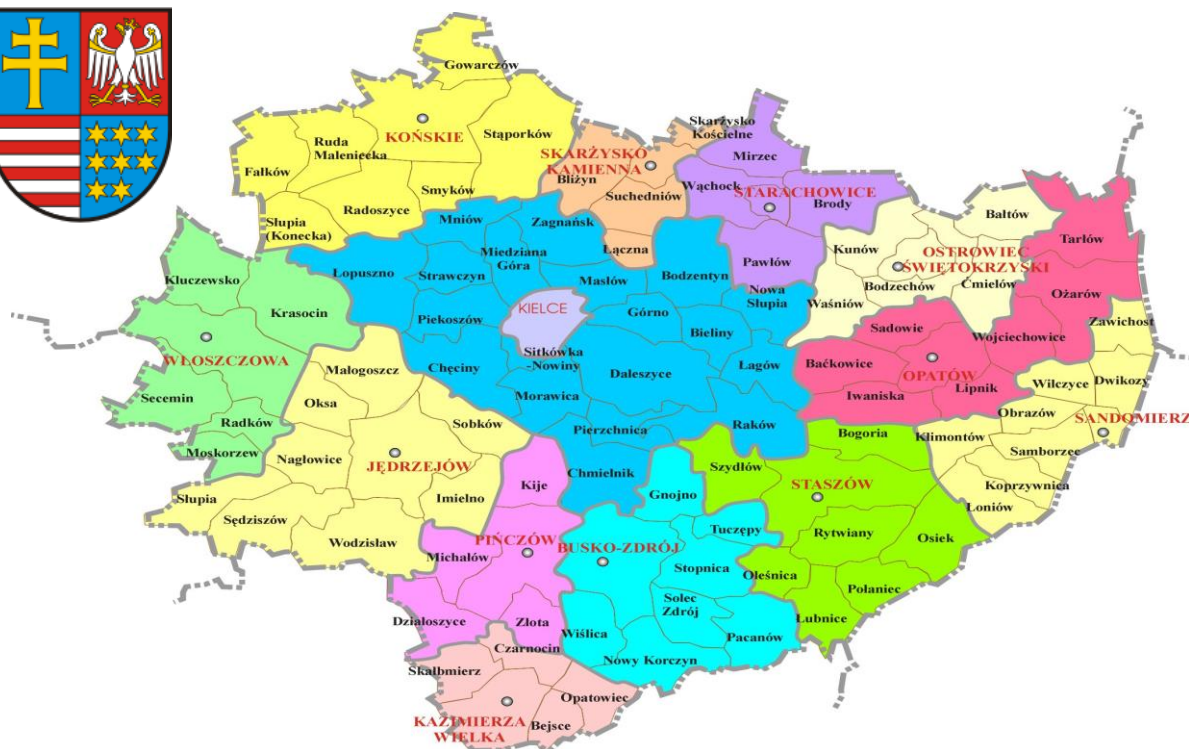 Gowarczów
KOŃSKIE
Stąporków
Ruda
Maleniecka
Fałków
Smyków
Radoszyce
Słupia
(Konecka)
Skarżysko
Kościelne
SKARŻYSKO
KAMIENNA
Bliżyn
Suchedniów
Łączna
Mirzec
Wąchock
STARACHOWICE
Brody
Pawłów
Bałtów
Kunów
OSTROWIEC
ŚWIĘTOKRZYSKI
Bodzechów
Ćmielów
Waśniów
Tarłów
Ożarów
Sadowie
Wojciechowice
Baćkowice
OPATÓW
Lipnik
Iwaniska
Zawichost
Dwikozy
Wilczyce
Obrazów
SANDOMIERZ
Klimontów
Samborzec
Koprzywnica
Łoniów
Mniów
Zagnańsk
Miedziana
Góra
Łopuszno
Strawczyn
Masłów
Bodzentyn
Nowa
Słupia
KIELCE
Górno
Piekoszów
Bieliny
Sitkówka
-Nowiny
Chęciny
Daleszyce
Łagów
Morawica
Pierzchnica
Raków
Chmielnik
Kluczewsko
Krasocin
WŁOSZCZOWA
Secemin
Radków
Moskorzew
Małogoszcz
Oksa
Sobków
Nagłowice
JĘDRZEJÓW
Imielno
Słupia
Sędziszów
Wodzisław
Kije
PIŃCZÓW
Michałów
Działoszyce
Złota
Gnojno
BUSKO-ZDRÓJ
Tuczępy
Stopnica
Solec
Zdrój
Wiślica
Pacanów
Nowy Korczyn
Bogoria
Szydłów
STASZÓW
Rytwiany
Osiek
Oleśnica
Połaniec
Łubnice
Czarnocin
Skalbmierz
Opatowiec
KAZIMIERZA
WIELKA
Bejsce